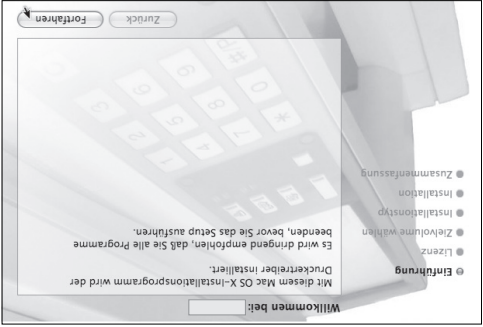 Willkommen bei:
Einführung
Lizenz
Zielvolume wählen
Installationstyp
Installation
Zusammenfassung
Mit diesem Mac OS X-Installationsprogramm wird der
Druckertreiber installiert.
Es wird dringend empfohlen, daß Sie alle Programme
beenden, bevor Sie das Setup ausführen.
Zurück
Fortfahren